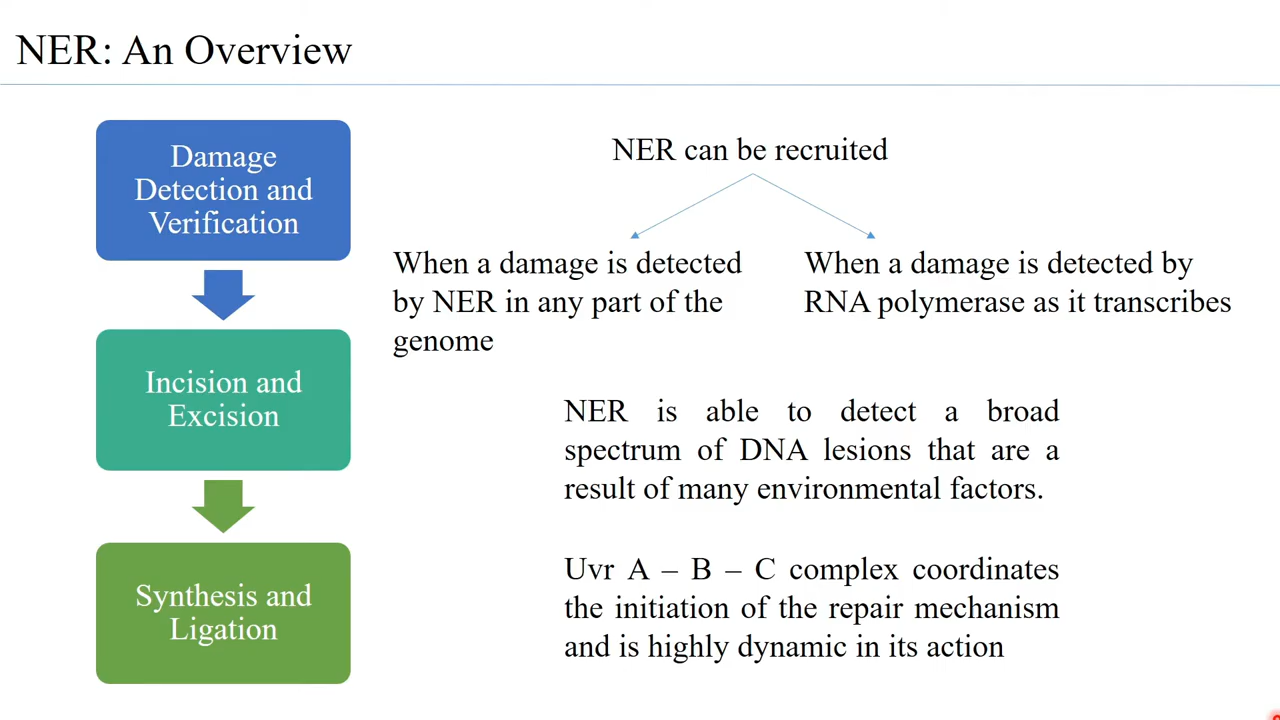 NER: An Overview
Damage
Detection and
Verification
Incision and
Excision
Synthesis and
Ligation
NER can be recruited
When a damage is detected
by NER in any part of the
genome
When a damage is detected by
RNA polymerase as it transcribes
NER is able to detect a broad
spectrum of DNA lesions that are a
result of many environmental factors.
Uvr A – B – C complex coordinates
the initiation of the repair mechanism
and is highly dynamic in its action